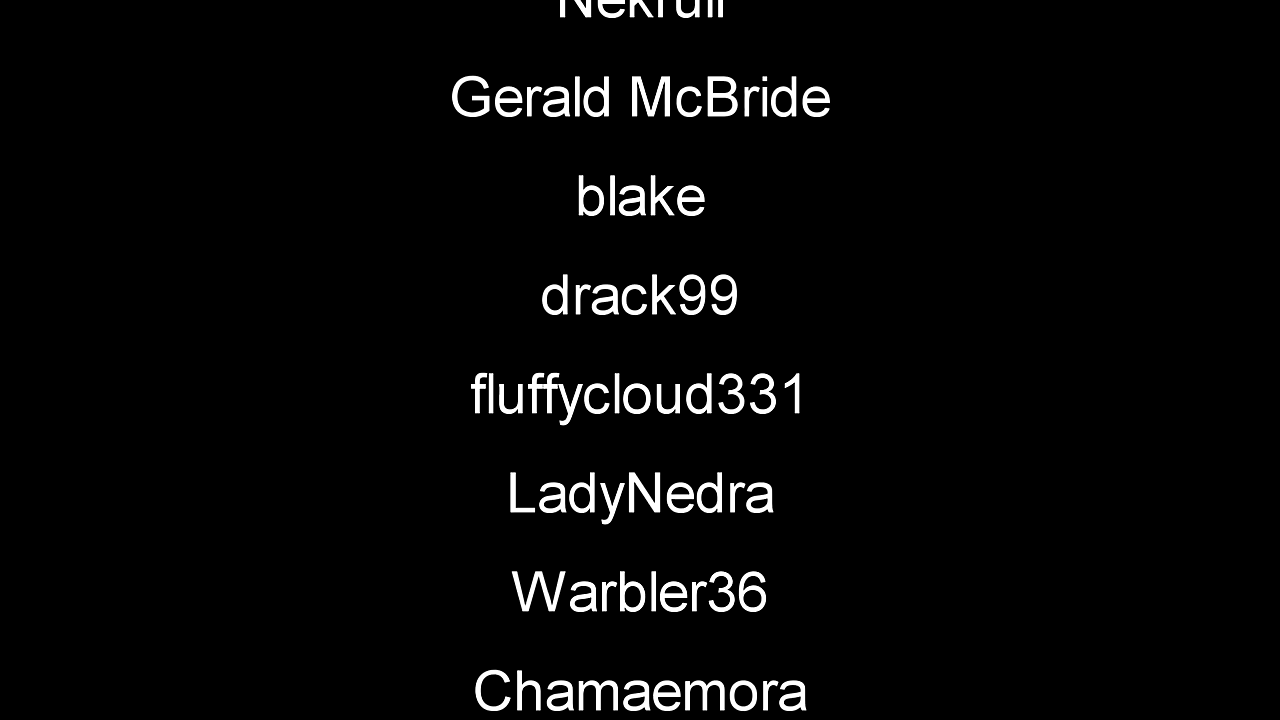 Gerald McBride
blake
drack99
fluffycloud331
LadyNedra
Warbler36
Chamaemora